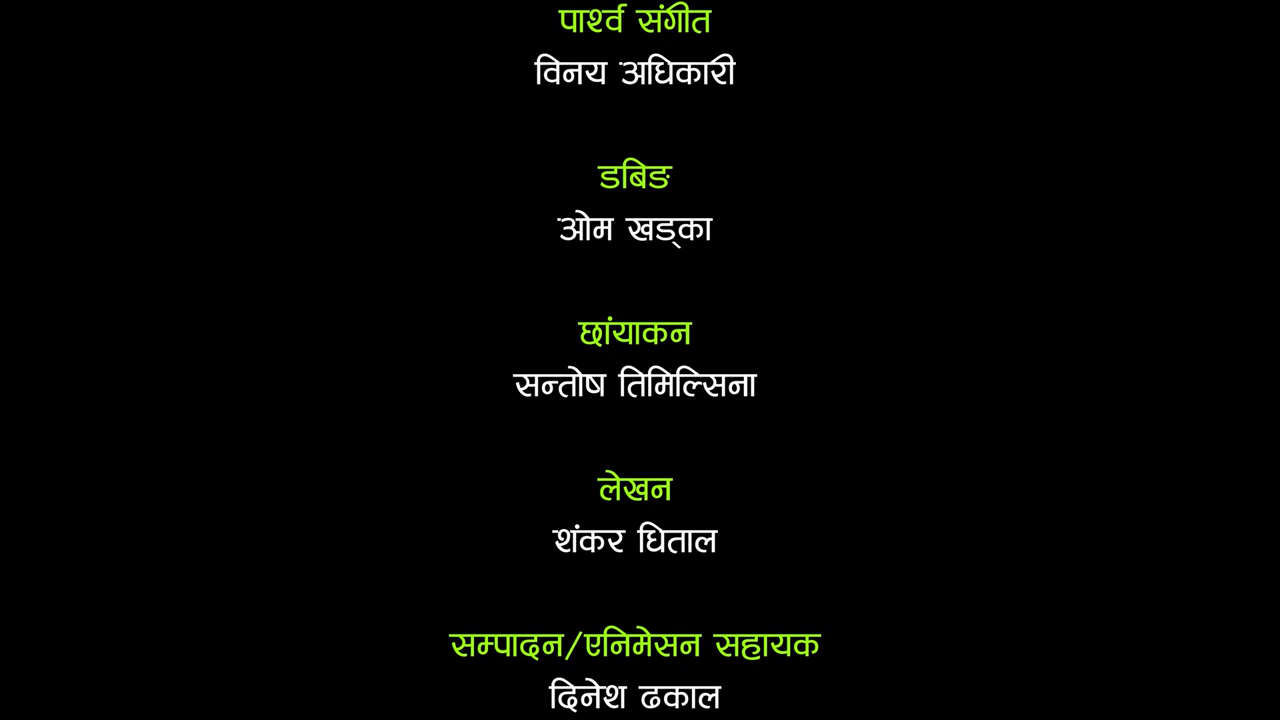 पार्श्व संगीत
विनय अधिकारी
डबिङ
ओम खड्का
छांयाकन
सन्तोष तिमिल्सिना
लेखन
शंकर धिताल
सम्पादन/एनिमेसन सहायक
दिनेश ढकाल